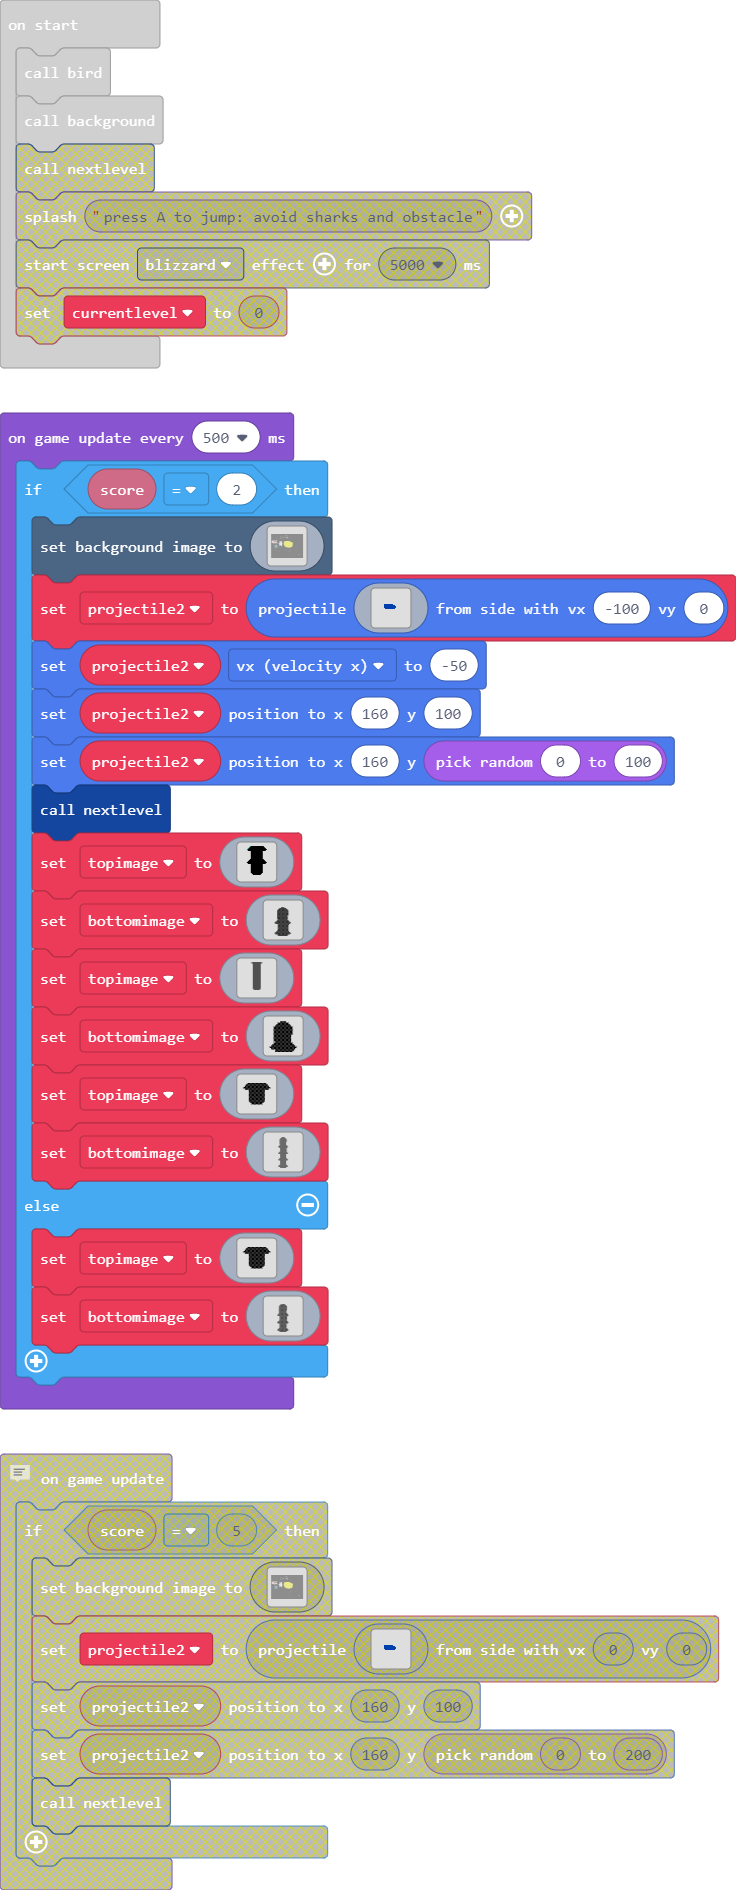 on start
call bird
call background
call nextlevel
splash "press A to jump: avoid sharks and obstacle"
start screen blizzard effect for 5000 ms
set currentlevel to 0
on game update every 500 ms
if score = 2 then
set background image to
set projectile2 to projectile from side with vx -100 vy 0
set projectile2 vx (velocity x) to -50
set projectile2 position to x 160 y 100
set projectile2 position to x 160 y pick random 0 to 100
call nextlevel
set topimage to
set bottomimage to
set topimage to
set bottomimage to
set topimage to
set bottomimage to
else
set topimage to
set bottomimage to
on game update
if score = 5 then
set background image to
set projectile2 to projectile from side with vx 0 vy 0
set projectile2 position to x 160 y 100
set projectile2 position to x 160 y pick random 0 to 200
call nextlevel